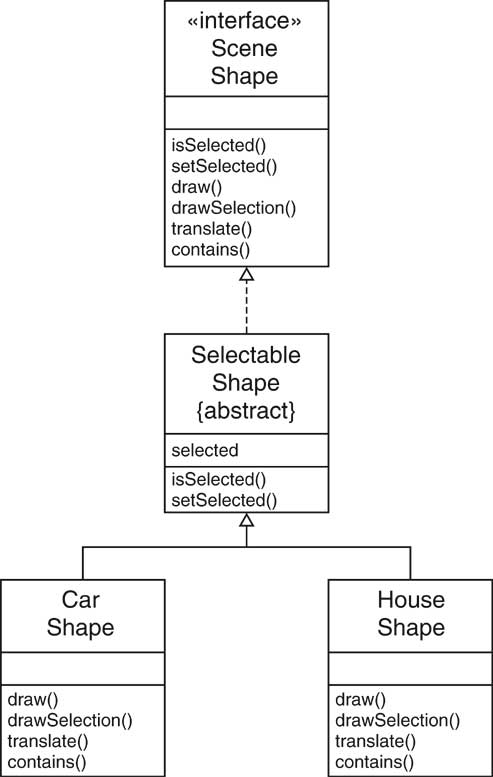 «interface»
Scene
Shape
isSelected()
setSelected()
draw()
drawSelection()
translate()
contains()
Selectable
Shape
{abstract}
selected
isSelected()
setSelected()
Car
Shape
draw()
drawSelection()
translate()
contains()
House
Shape
draw()
drawSelection()
translate()
contains()